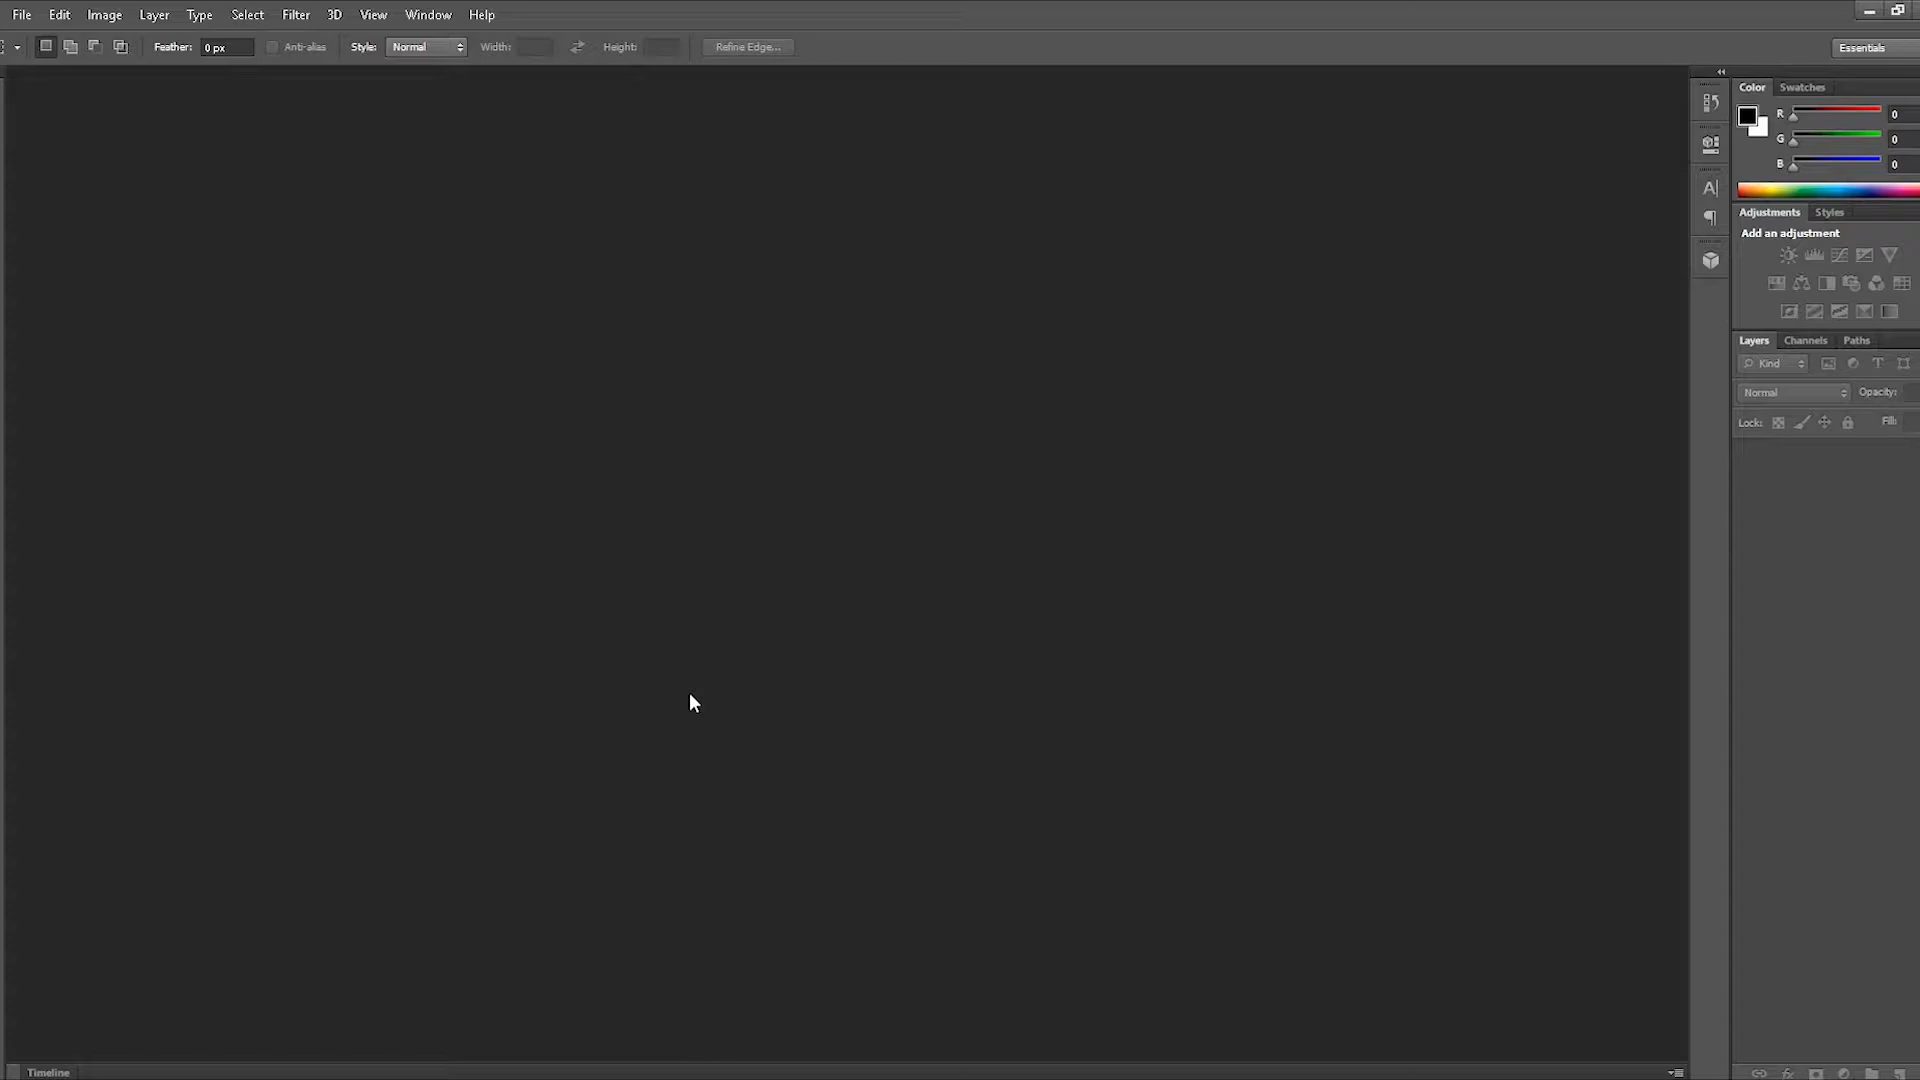 File Edit Image Layer Type Select Filter 3D View Window Help
Feather: 0 px Anti-alias Style: Normal Width: Height: Refine Edge... Essentials
Color Swatches
R 0
G 0
B 0
Adjustments Styles
Add an adjustment
Layers Channels Paths
Kind
Normal Opacity:
Lock: Fill:
Timeline